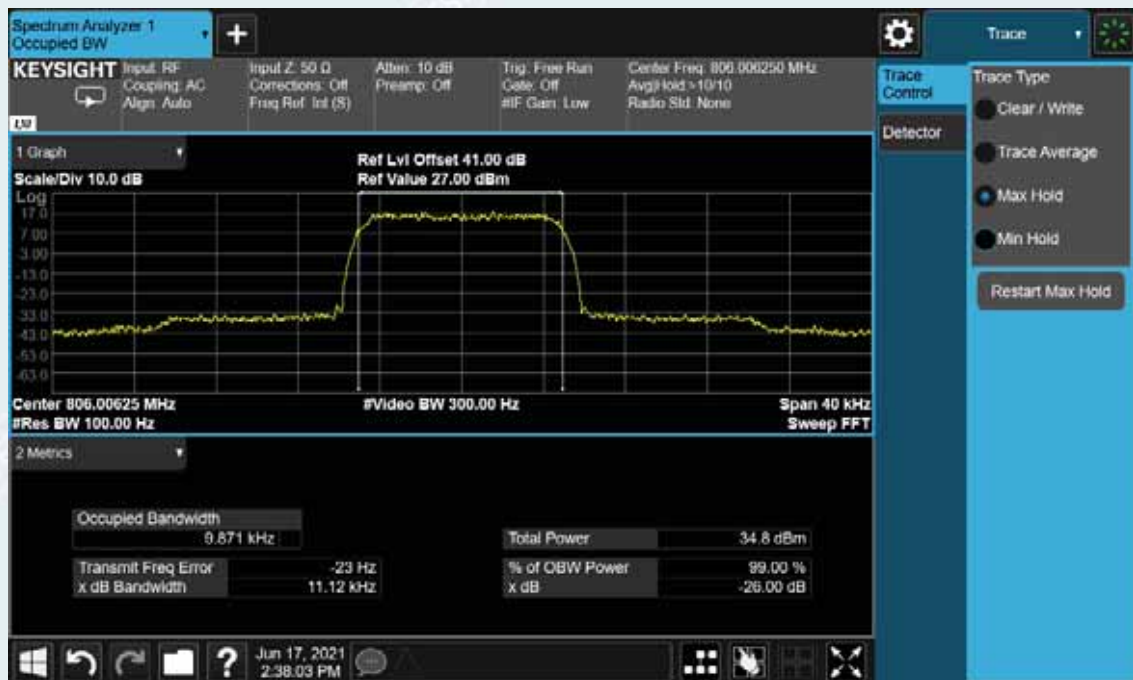 Spectrum Analyzer 1
Occupied BW
+
Trace
KEYSIGHT
Input: RF
Coupling: AC
Align: Auto
Input Z: 50 Ω
Corrections: Off
Freq Ref: Int (S)
Atten: 10 dB
Preamp: Off
Trig: Free Run
Gate: Off
#IF Gain: Low
Center Freq: 806.006250 MHz
Avg|Hold:>10/10
Radio Std: None
Trace Control
Detector
Trace Type
Clear / Write
Trace Average
Max Hold
Min Hold
Restart Max Hold
1 Graph
Scale/Div 10.0 dB
Ref Lvl Offset 41.00 dB
Ref Value 27.00 dBm
Log
17.0
7.00
-3.00
-13.0
-23.0
-33.0
-43.0
-53.0
-63.0
Center 806.00625 MHz
#Video BW 300.00 Hz
Span 40 kHz
#Res BW 100.00 Hz
Sweep FFT
2 Metrics
Occupied Bandwidth
9.871 kHz
Total Power 34.8 dBm
Transmit Freq Error -23 Hz
% of OBW Power 99.00 %
x dB Bandwidth 11.12 kHz
x dB -26.00 dB
?
Jun 17, 2021
2:38:03 PM